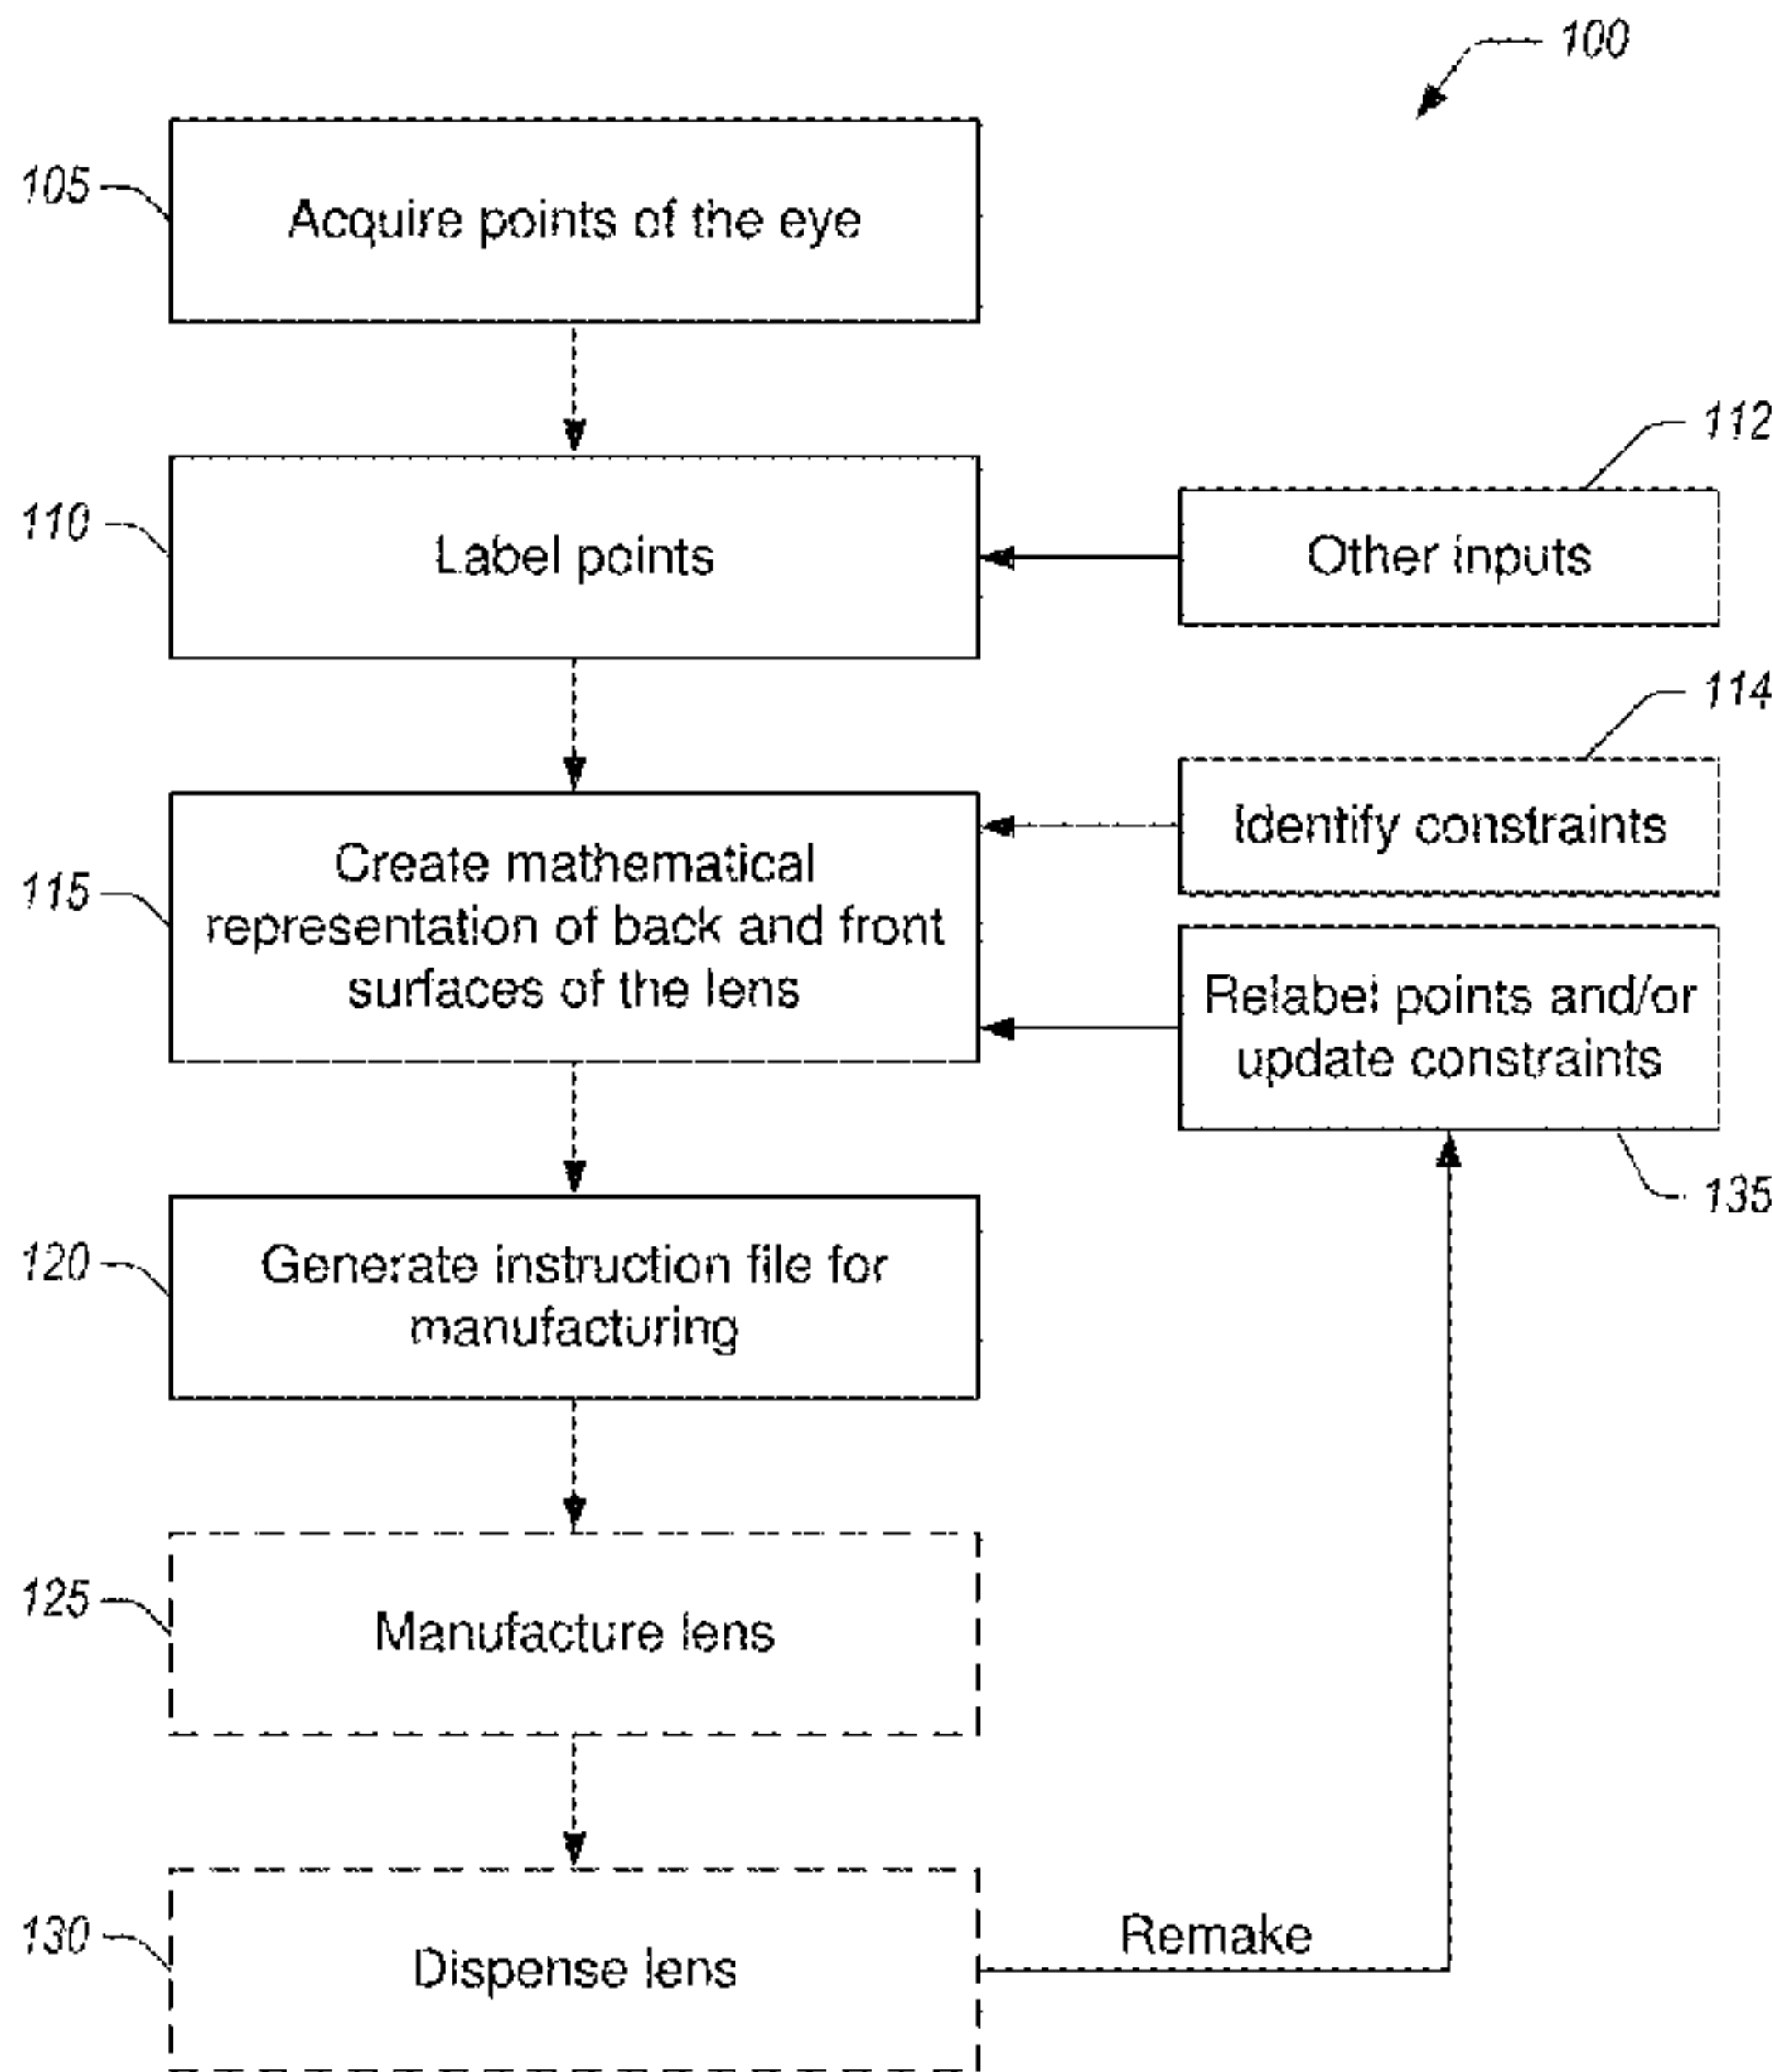 100
105
Acquire points of the eye
112
110
Label points
Other inputs
114
Identify constraints
115
Create mathematical
representation of back and front
surfaces of the lens
Relabel points and/or
update constraints
135
120
Generate instruction file for
manufacturing
125
Manufacture lens
130
Dispense lens
Remake